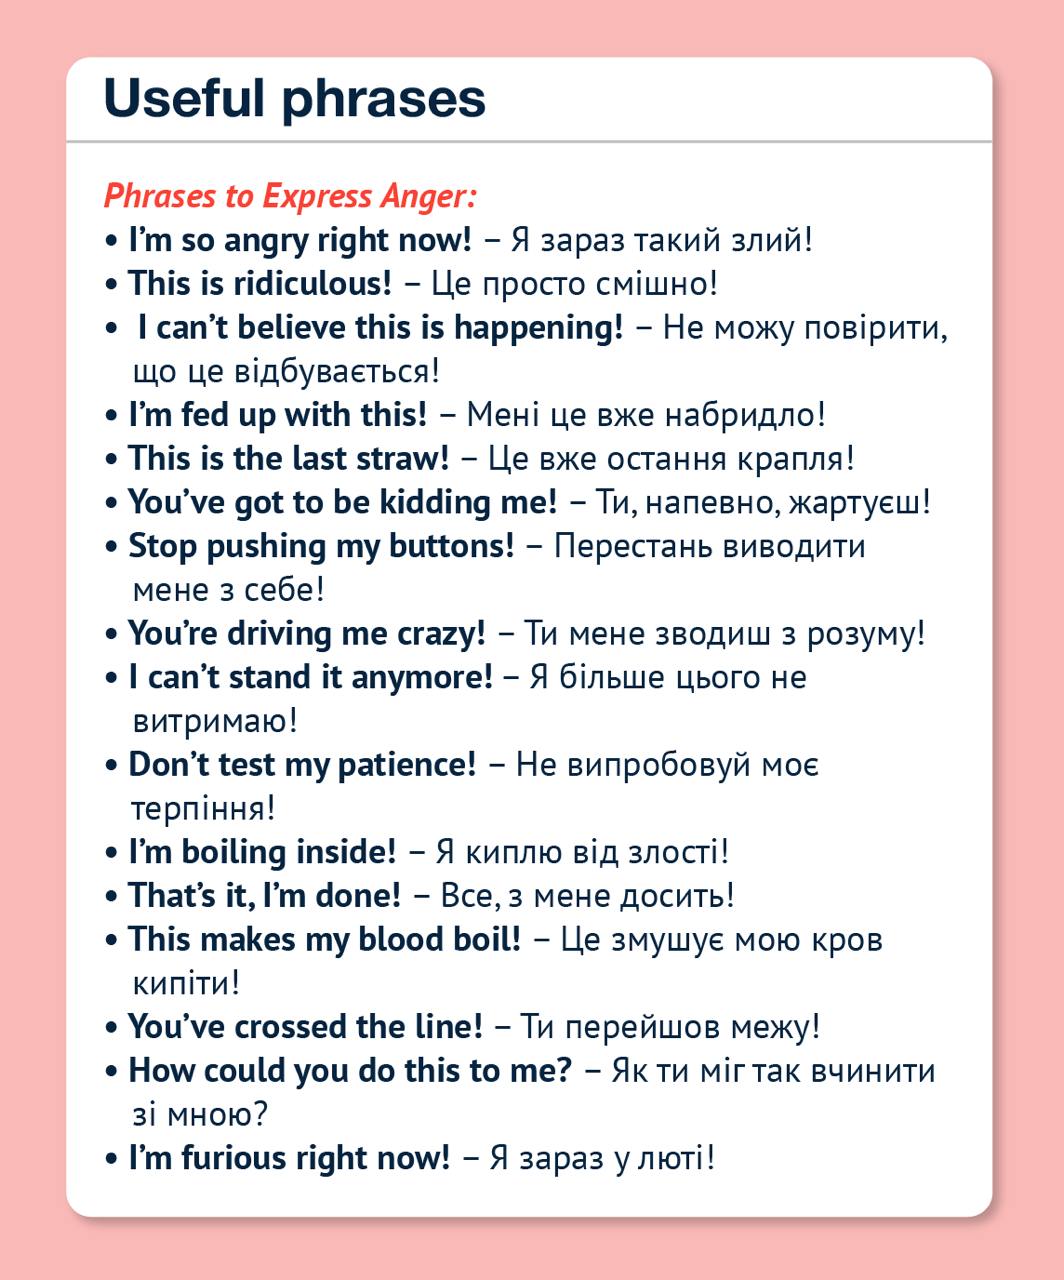 Useful phrases
Phrases to Express Anger:
• I’m so angry right now! – Я зараз такий злий!
• This is ridiculous! – Це просто смішно!
• I can’t believe this is happening! – Не можу повірити,
що це відбувається!
• I’m fed up with this! – Мені це вже набридло!
• This is the last straw! – Це вже остання крапля!
• You’ve got to be kidding me! – Ти, напевно, жартуєш!
• Stop pushing my buttons! – Перестань виводити
мене з себе!
• You’re driving me crazy! – Ти мене зводиш з розуму!
• I can’t stand it anymore! – Я більше цього не
витримаю!
• Don’t test my patience! – Не випробовуй моє
терпіння!
• I’m boiling inside! – Я киплю від злості!
• That’s it, I’m done! – Все, з мене досить!
• This makes my blood boil! – Це змушує мою кров
кипіти!
• You’ve crossed the line! – Ти перейшов межу!
• How could you do this to me? – Як ти міг так вчинити
зі мною?
• I’m furious right now! – Я зараз у люті!